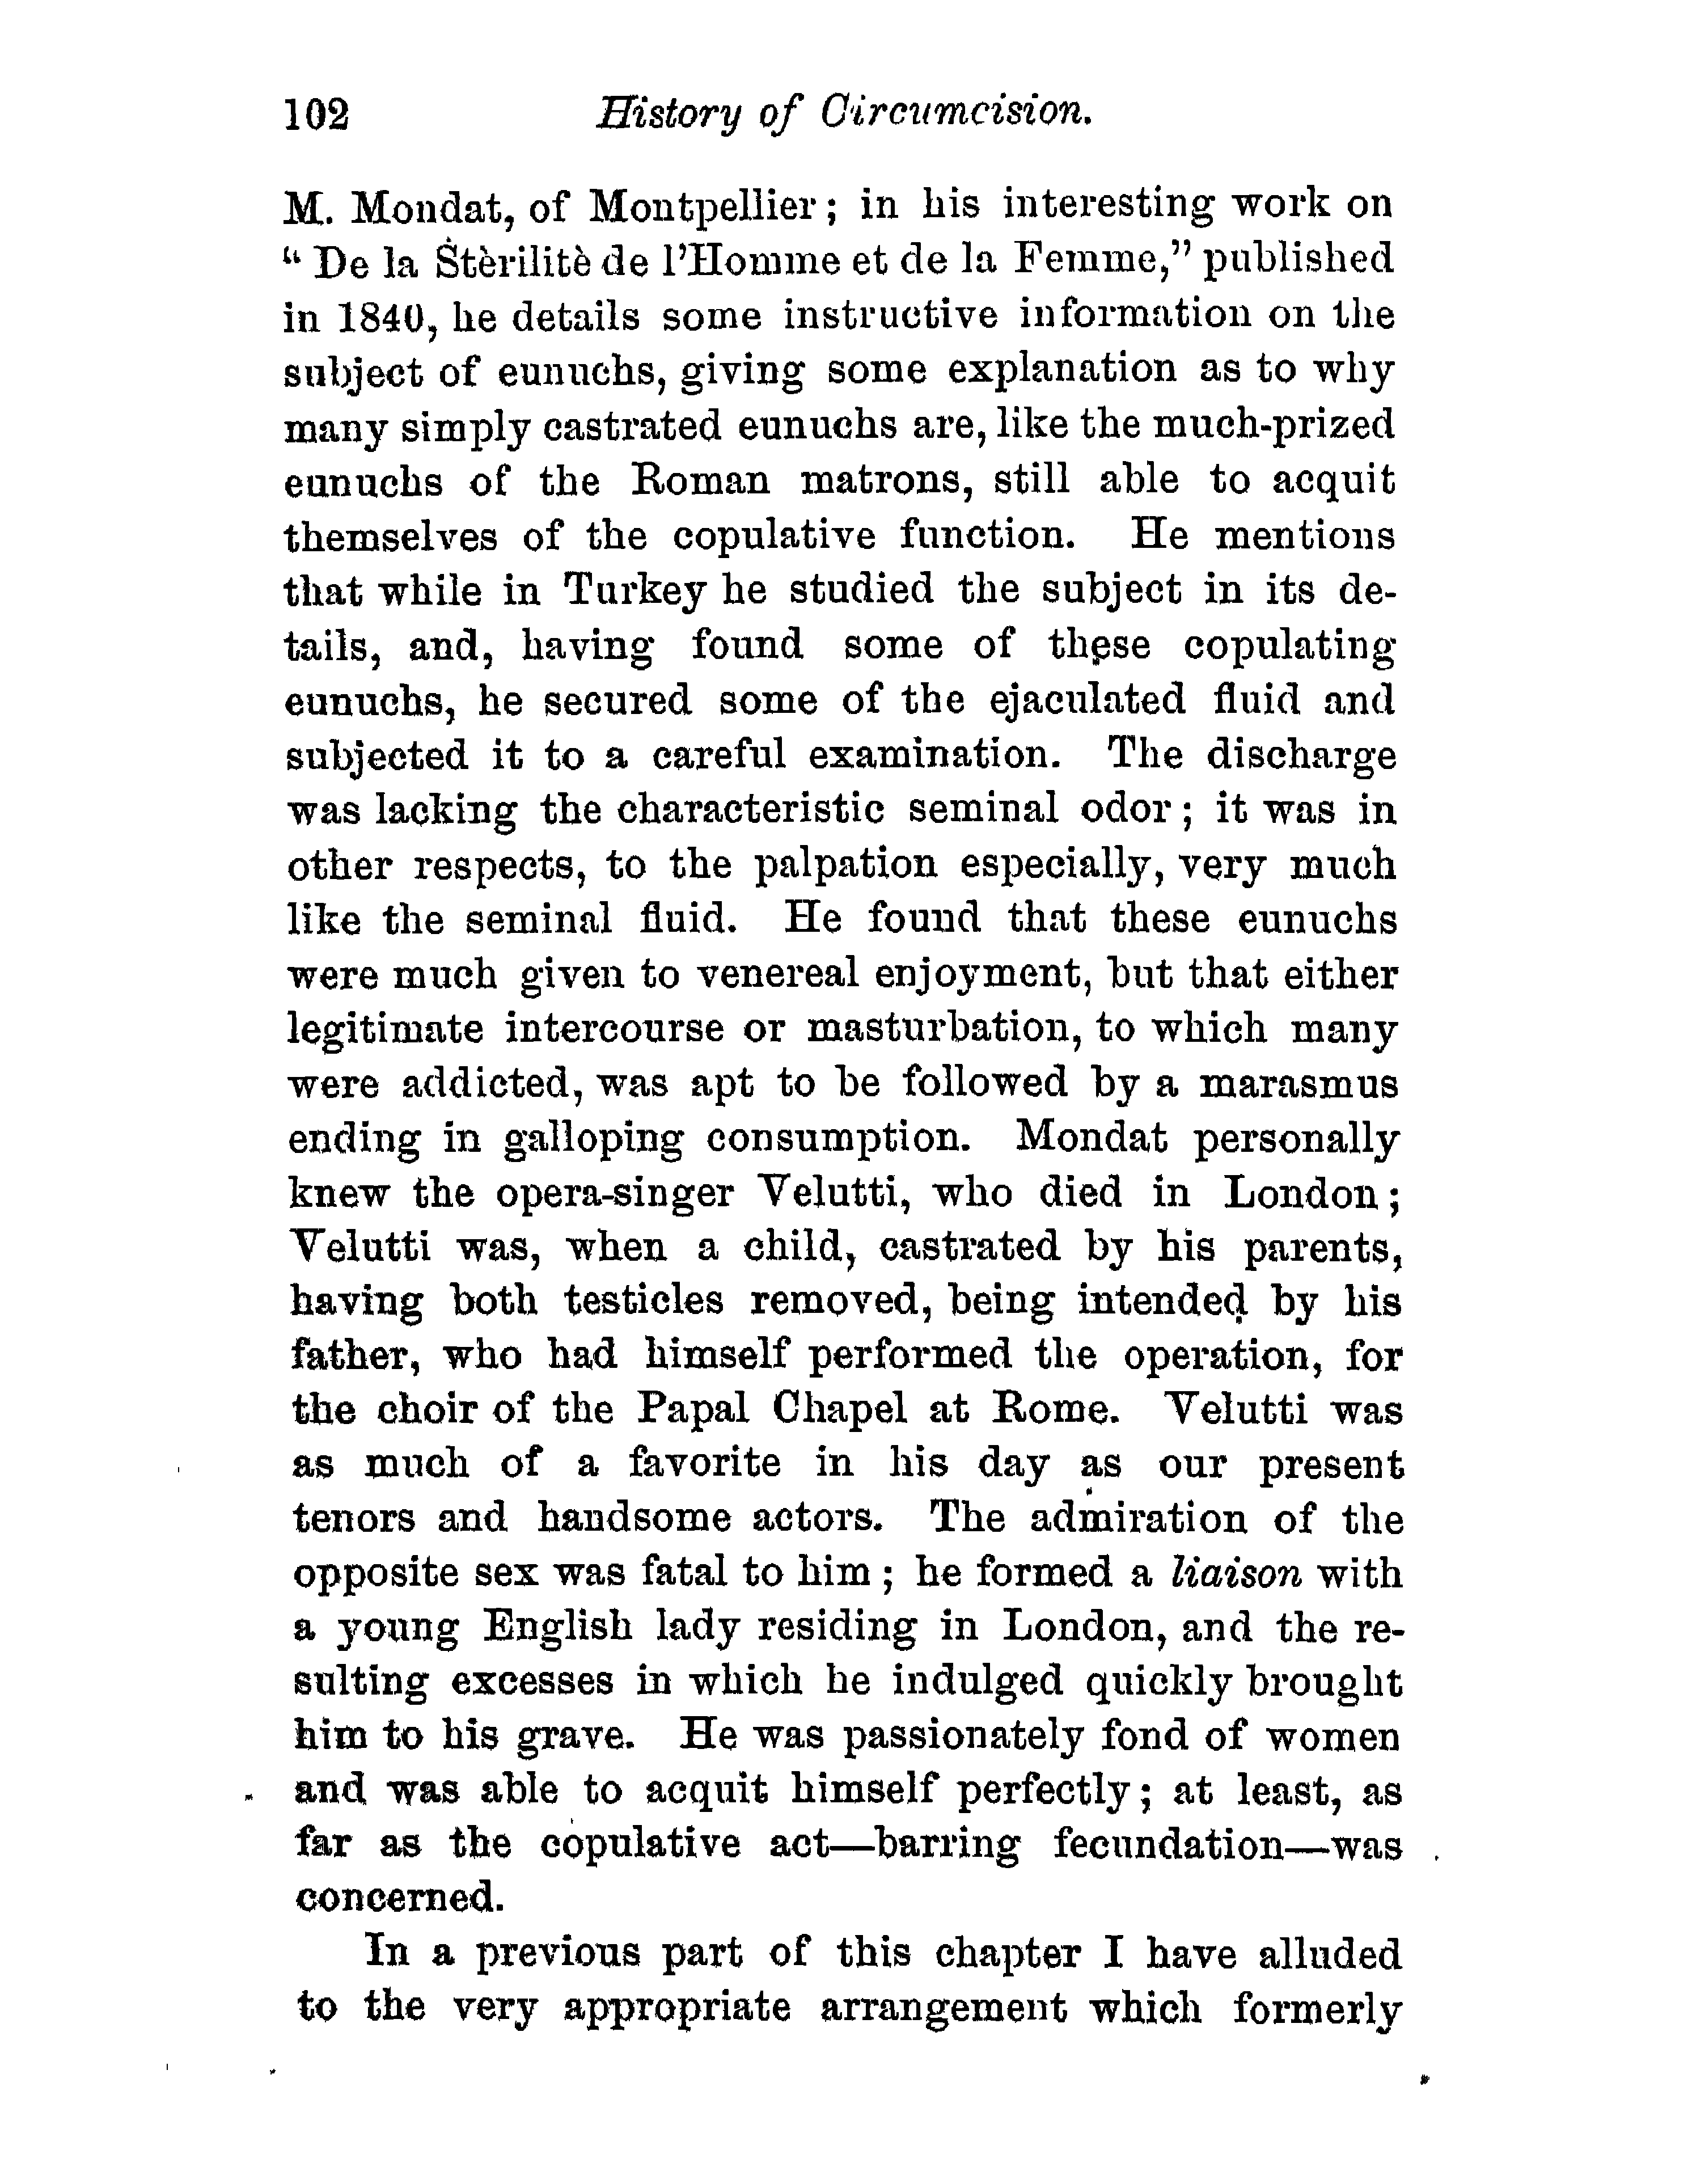 102 History of Circumcision.
M. Mondat, of Montpellier; in his interesting work on
"De la Stèrilitè de l'Homme et de la Femme," published
in 1840, he details some instructive information on the
subject of eunuchs, giving some explanation as to why
many simply castrated eunuchs are, like the much-prized
eunuchs of the Roman matrons, still able to acquit
themselves of the copulative function. He mentions
that while in Turkey he studied the subject in its de-
tails, and, having found some of these copulating
eunuchs, he secured some of the ejaculated fluid and
subjected it to a careful examination. The discharge
was lacking the characteristic seminal odor; it was in
other respects, to the palpation especially, very much
like the seminal fluid. He found that these eunuchs
were much given to venereal enjoyment, but that either
legitimate intercourse or masturbation, to which many
were addicted, was apt to be followed by a marasmus
ending in galloping consumption. Mondat personally
knew the opera-singer Velutti, who died in London;
Velutti was, when a child, castrated by his parents,
having both testicles removed, being intended by his
father, who had himself performed the operation, for
the choir of the Papal Chapel at Rome. Velutti was
as much of a favorite in his day as our present
tenors and handsome actors. The admiration of the
opposite sex was fatal to him; he formed a liaison with
a young English lady residing in London, and the re-
sulting excesses in which he indulged quickly brought
him to his grave. He was passionately fond of women
and was able to acquit himself perfectly; at least, as
far as the copulative act—barring fecundation—was
concerned.
In a previous part of this chapter I have alluded
to the very appropriate arrangement which formerly